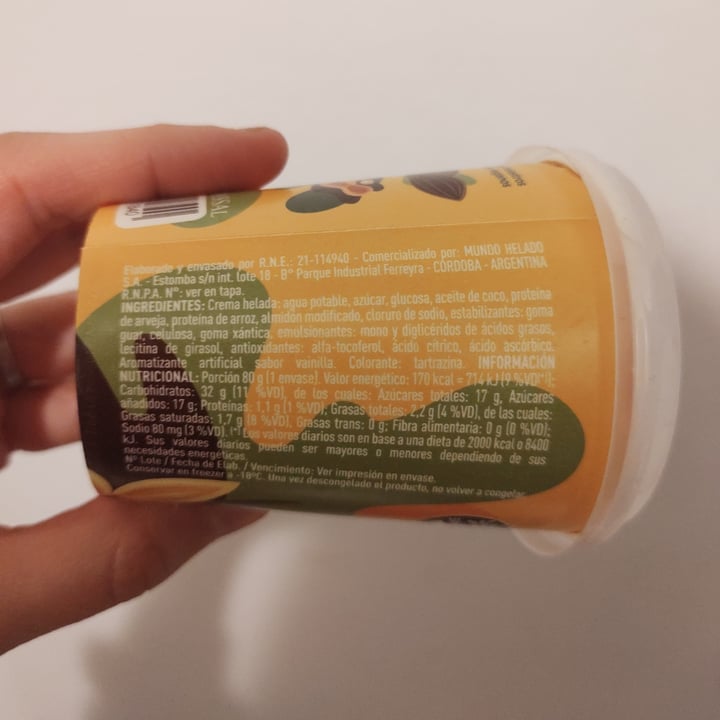 SAL
Elaborado y envasado por R.N.E.: 21-114940 - Comercializado por: MUNDO HELADO
S.A. - Estomba s/n int. lote 18 - B° Parque Industrial Ferreyra - CÓRDOBA - ARGENTINA
R.N.P.A. N°: ver en tapa.
INGREDIENTES: Crema helada: agua potable, azúcar, glucosa, aceite de coco, proteína
de arveja, proteína de arroz, almidón modificado, cloruro de sodio, estabilizantes: goma
guar, celulosa, goma xántica, emulsionantes: mono y diglicéridos de ácidos grasos,
lecitina de girasol, antioxidantes: alfa-tocoferol, ácido cítrico, ácido ascórbico.
Aromatizante artificial sabor vainilla. Colorante: tartrazina. INFORMACIÓN
NUTRICIONAL: Porción 80 g (1 envase). Valor energético: 170 kcal = 714 kJ (9 %VD(*));
Carbohidratos: 32 g (11 %VD), de los cuales: Azúcares totales: 17 g, Azúcares
añadidos: 17 g; Proteínas: 1,1 g (1 %VD); Grasas totales: 2,2 g (4 %VD), de las cuales:
Grasas saturadas: 1,7 g (8 %VD), Grasas trans: 0 g; Fibra alimentaria: 0 g (0 %VD);
Sodio 80 mg (3 %VD). (*) Los valores diarios son en base a una dieta de 2000 kcal o 8400
kJ. Sus valores diarios pueden ser mayores o menores dependiendo de sus
necesidades energéticas.
N° Lote / Fecha de Elab. / Vencimiento: Ver impresión en envase.
Conservar en freezer a -18°C. Una vez descongelado el producto, no volver a congelar.